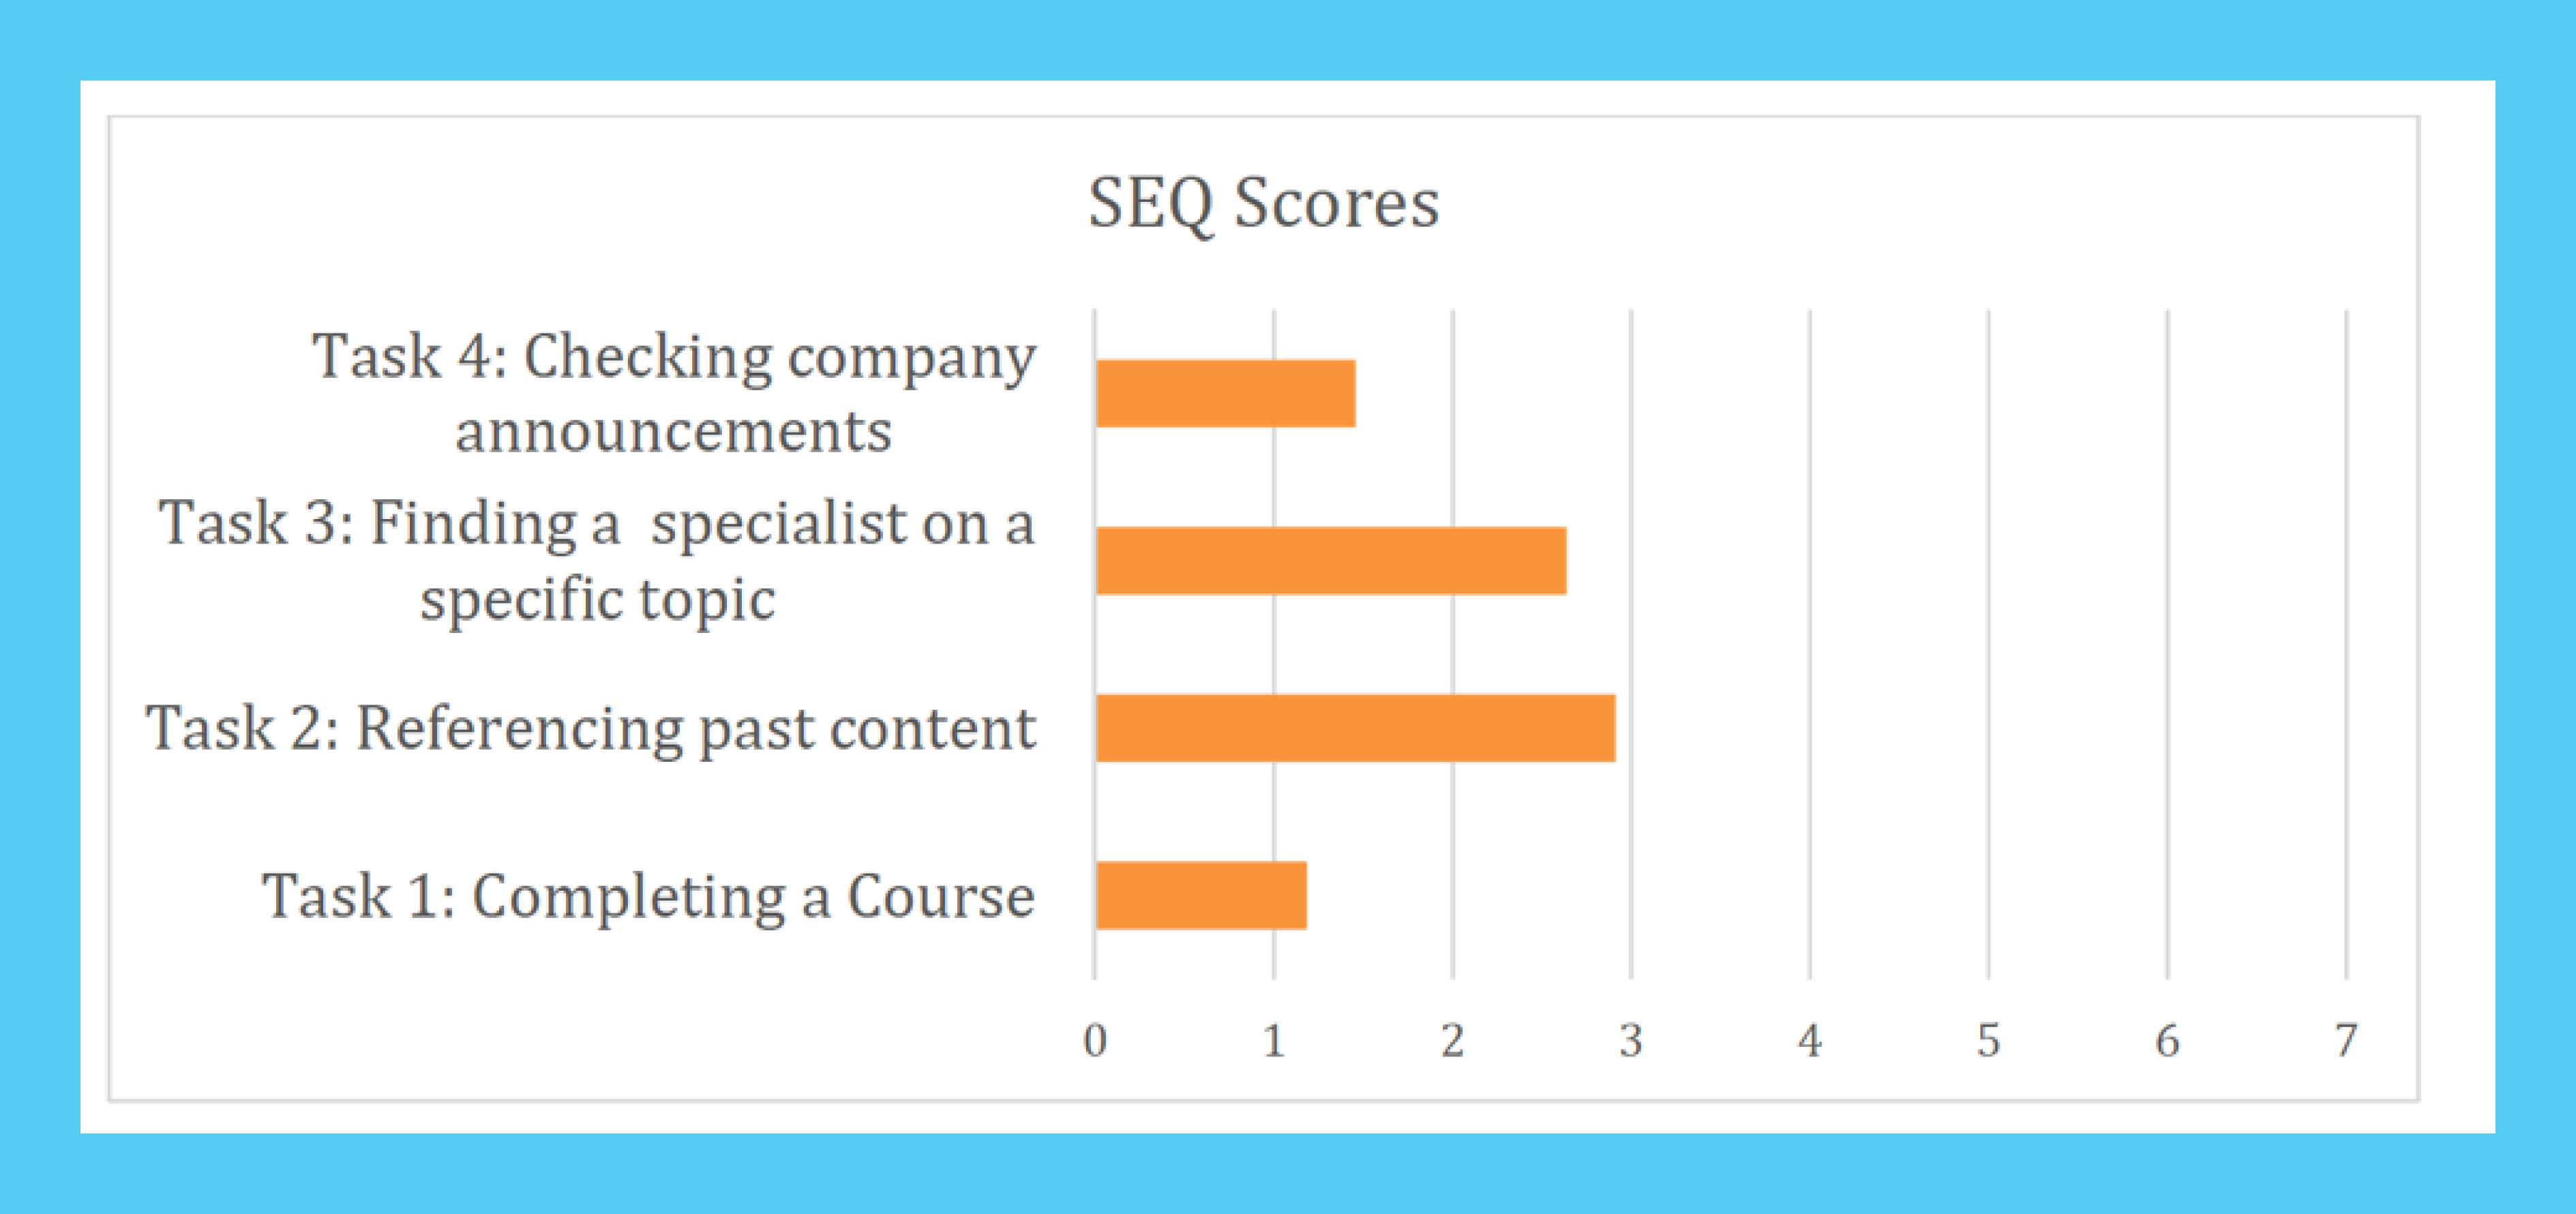 SEQ Scores
Task 4: Checking company
announcements
Task 3: Finding a  specialist on a
specific topic
Task 2: Referencing past content
Task 1: Completing a Course
0 1 2 3 4 5 6 7